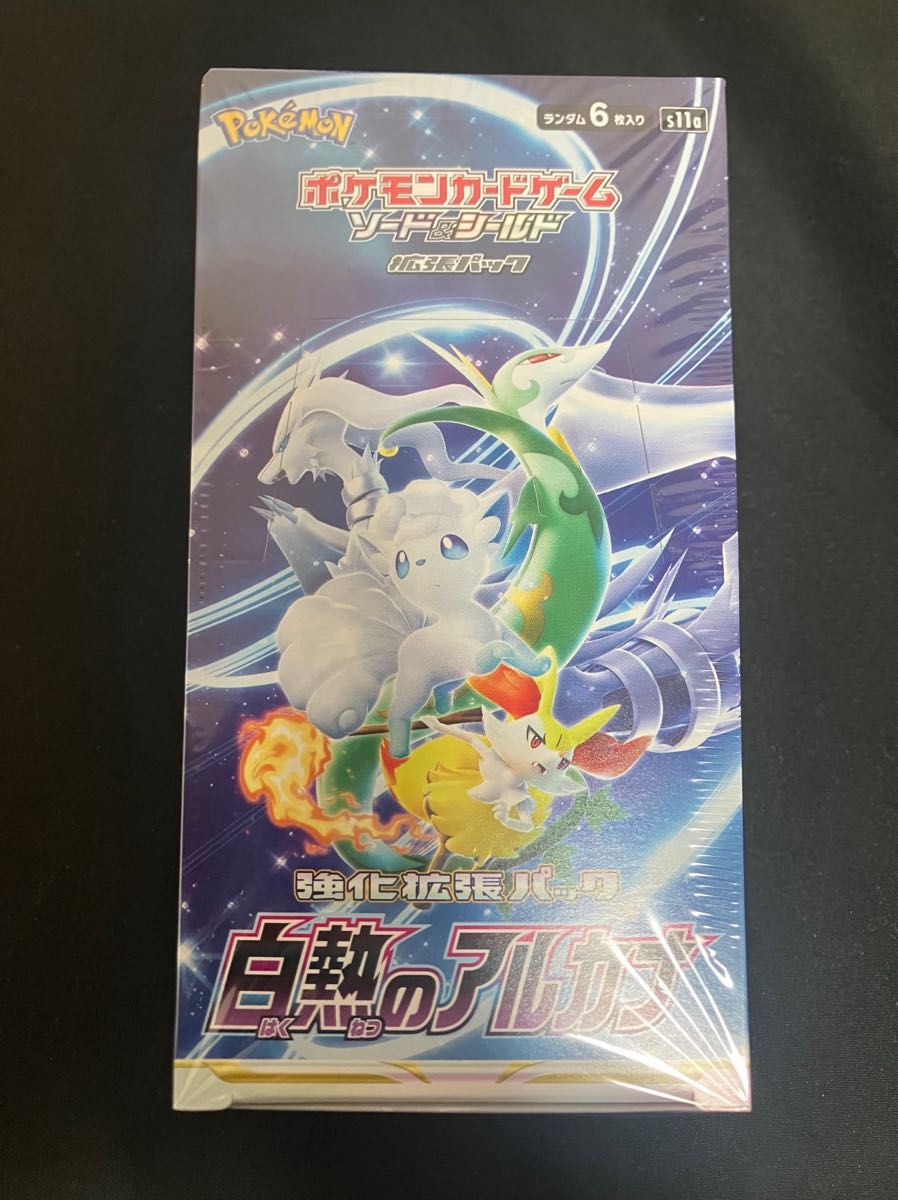 Pokémon
ランダム6枚入り s11a
ポケモンカードゲーム
ソード&シールド
拡張パック
強化拡張パック
白熱のアルカナ
はく ねつ